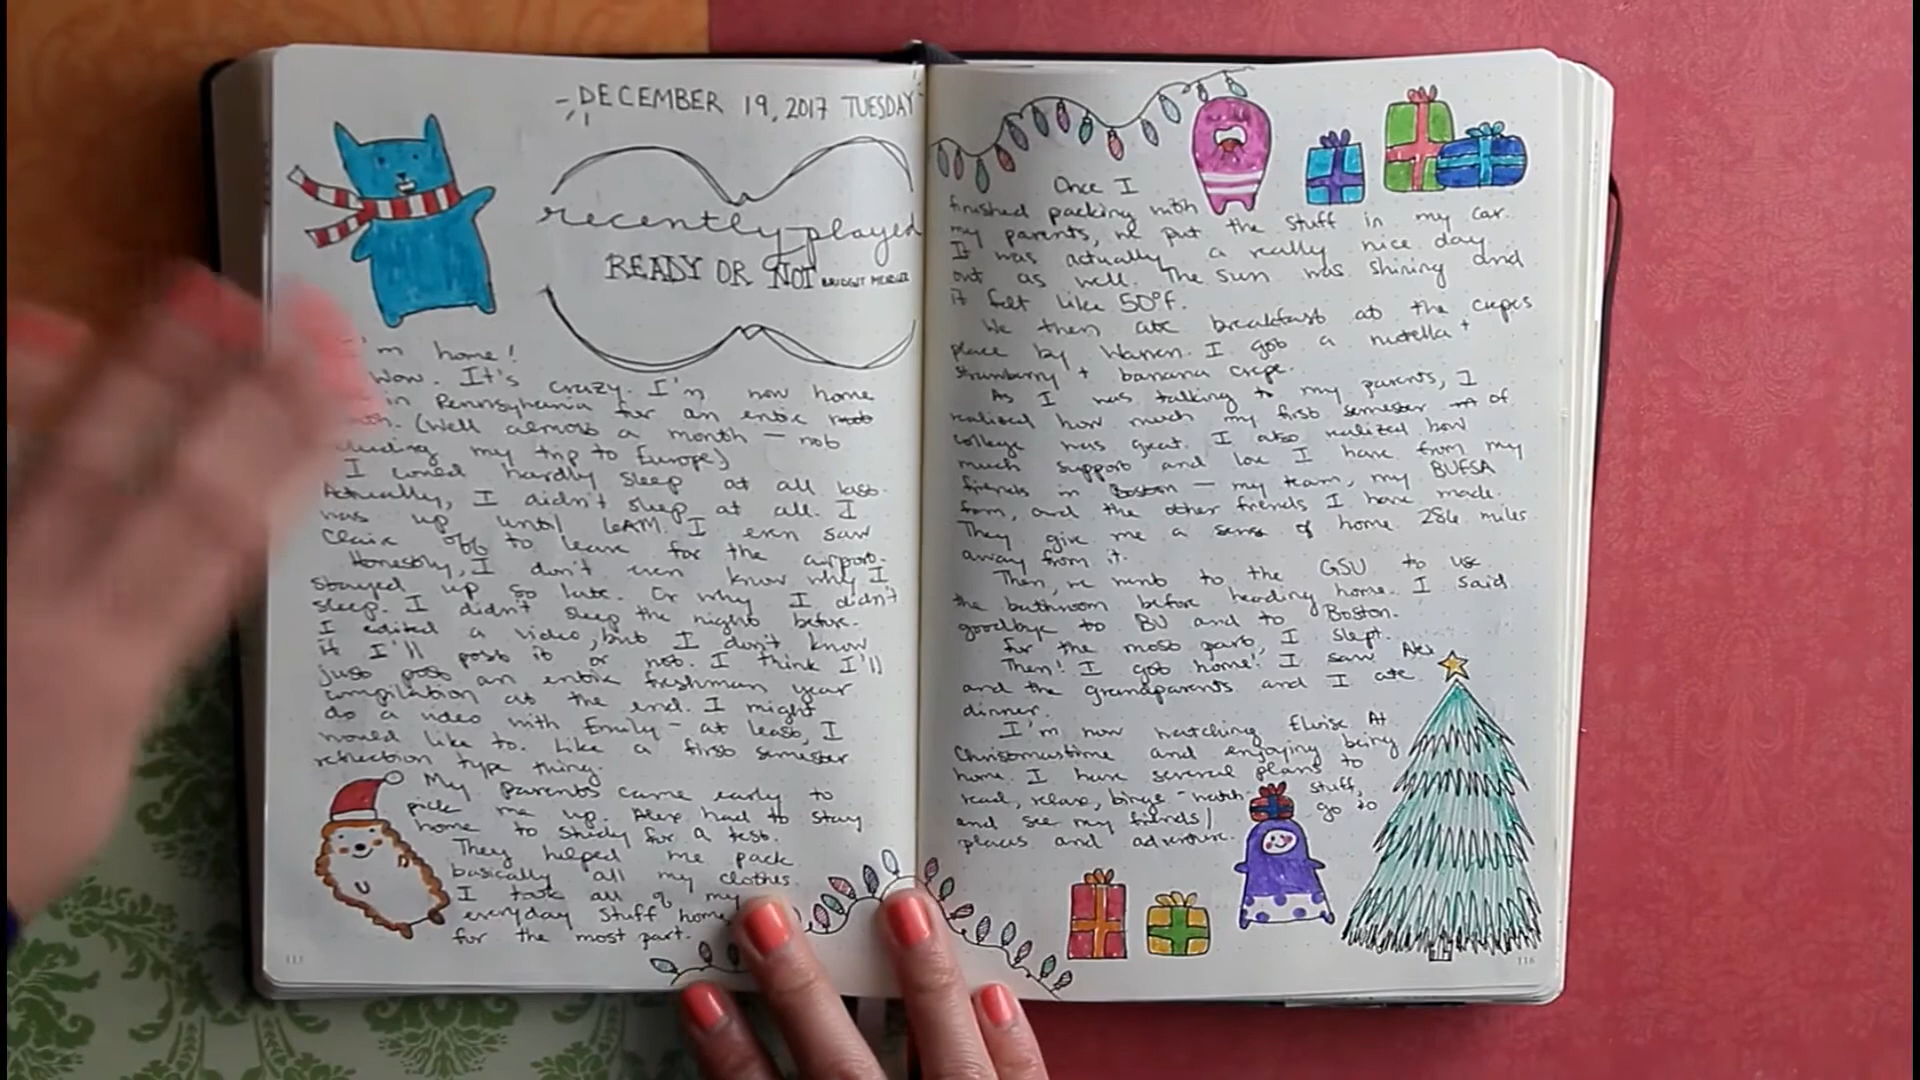 DECEMBER 19, 2017 TUESDAY
recently played
READY OR NOT BRIDGIT MENDLER
I'm home!
Wow. It's crazy. I'm now home
in Pennsylvania for an entire
(Well almost a month — not
including my trip to Europe)
I could hardly sleep at all last.
Actually, I didn't sleep at all. I
was up until 6AM. I even saw
Claire off to leave for the airport.
Honestly, I don't even know why I
stayed up so late. Or why I didn't
sleep. I didn't sleep the night before.
I edited a video, but I don't know
if I'll post it or not. I think I'll
just post an entire freshman year
compilation at the end. I might
do a video with Emily — at least, I
would like to. Like a first semester
reflection type thing.
My parents came early to
pick me up. Alex had to stay
home to study for a test.
They helped me pack
basically all my clothes.
I take all of my
everyday stuff home
for the most part.
115
Once I
finished packing with
my parents, we put the stuff in my car.
It was actually a really nice day
out as well. The sun was shining and
it felt like 50°F.
We then ate breakfast at the crepes
place by Warren. I got a nutella +
strawberry + banana crepe.
As I was talking to my parents, I
realized how much my first semester of
college was great. I also realized how
much support and love I have from my
friends in Boston — my team, my BUFSA
fam, and the other friends I have made.
They give me a sense of home 286 miles
away from it.
Then, we went to the GSU to use
the bathroom before heading home. I said
goodbye to BU and to Boston.
For the most part, I slept.
Then! I got home! I saw Alex
and the grandparents and I ate
dinner.
I'm now watching Eloise At
Christmastime and enjoying being
home. I have several plans to
read, relax, binge-watch stuff,
and see my friends/ go to
places and adventure.
116